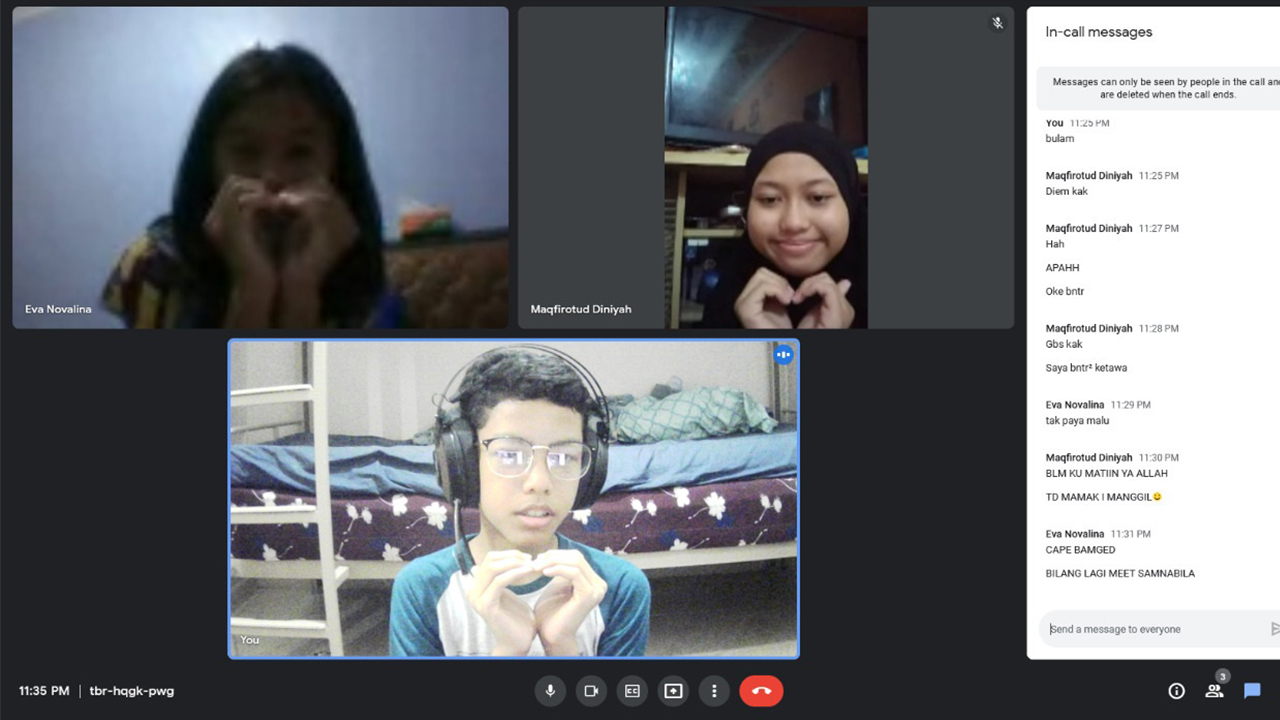 Eva Novalina
Maqfirotud Diniyah
You
11:35 PM | tbr-hqgk-pwg
In-call messages
Messages can only be seen by people in the call and
are deleted when the call ends.
You 11:25 PM
bulam
Maqfirotud Diniyah 11:25 PM
Diem kak
Maqfirotud Diniyah 11:27 PM
Hah
APAHH
Oke bntr
Maqfirotud Diniyah 11:28 PM
Gbs kak
Saya bntr² ketawa
Eva Novalina 11:29 PM
tak paya malu
Maqfirotud Diniyah 11:30 PM
BLM KU MATIIN YA ALLAH
TD MAMAK I MANGGIL😃
Eva Novalina 11:31 PM
CAPE BAMGED
BILANG LAGI MEET SAMNABILA
Send a message to everyone
CC
3